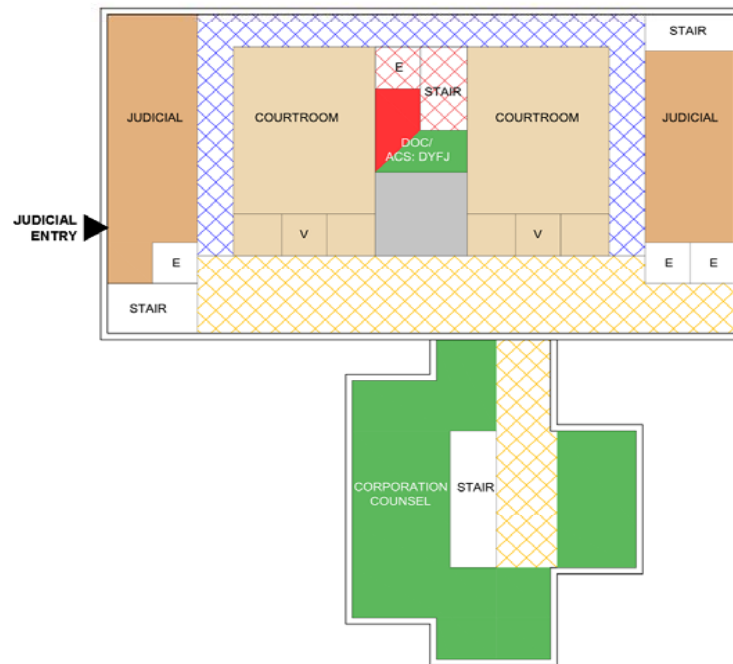 STAIR
E
STAIR
JUDICIAL
COURTROOM
COURTROOM
JUDICIAL
DOC/
ACS: DYFJ
JUDICIAL
ENTRY
V
V
E
E
E
STAIR
CORPORATION
COUNSEL
STAIR